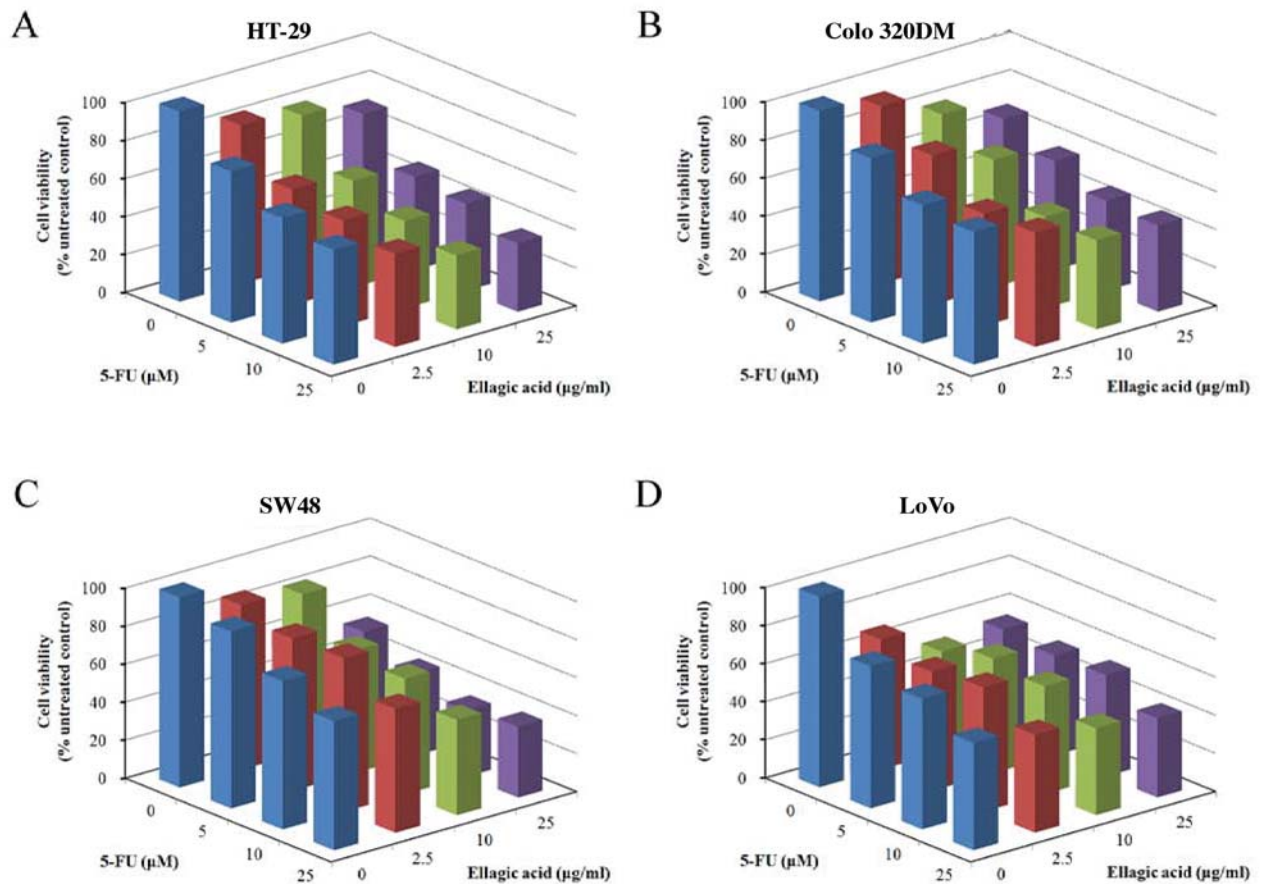 A
HT-29
Cell viability
(% untreated control)
100
80
60
40
20
0
0
5
10
25
5-FU (µM)
0
2.5
10
25
Ellagic acid (µg/ml)
B
Colo 320DM
Cell viability
(% untreated control)
100
80
60
40
20
0
0
5
10
25
5-FU (µM)
0
2.5
10
25
Ellagic acid (µg/ml)
C
SW48
Cell viability
(% untreated control)
100
80
60
40
20
0
0
5
10
25
5-FU (µM)
0
2.5
10
25
Ellagic acid (µg/ml)
D
LoVo
Cell viability
(% untreated control)
100
80
60
40
20
0
0
5
10
25
5-FU (µM)
0
2.5
10
25
Ellagic acid (µg/ml)